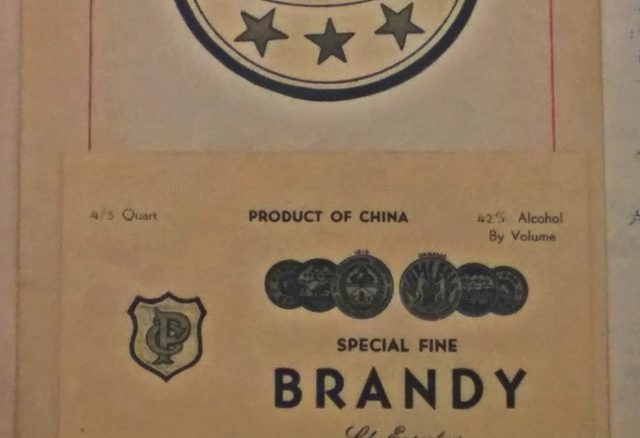 4/5 Quart
PRODUCT OF CHINA
42% Alcohol
By Volume
SPECIAL FINE
BRANDY